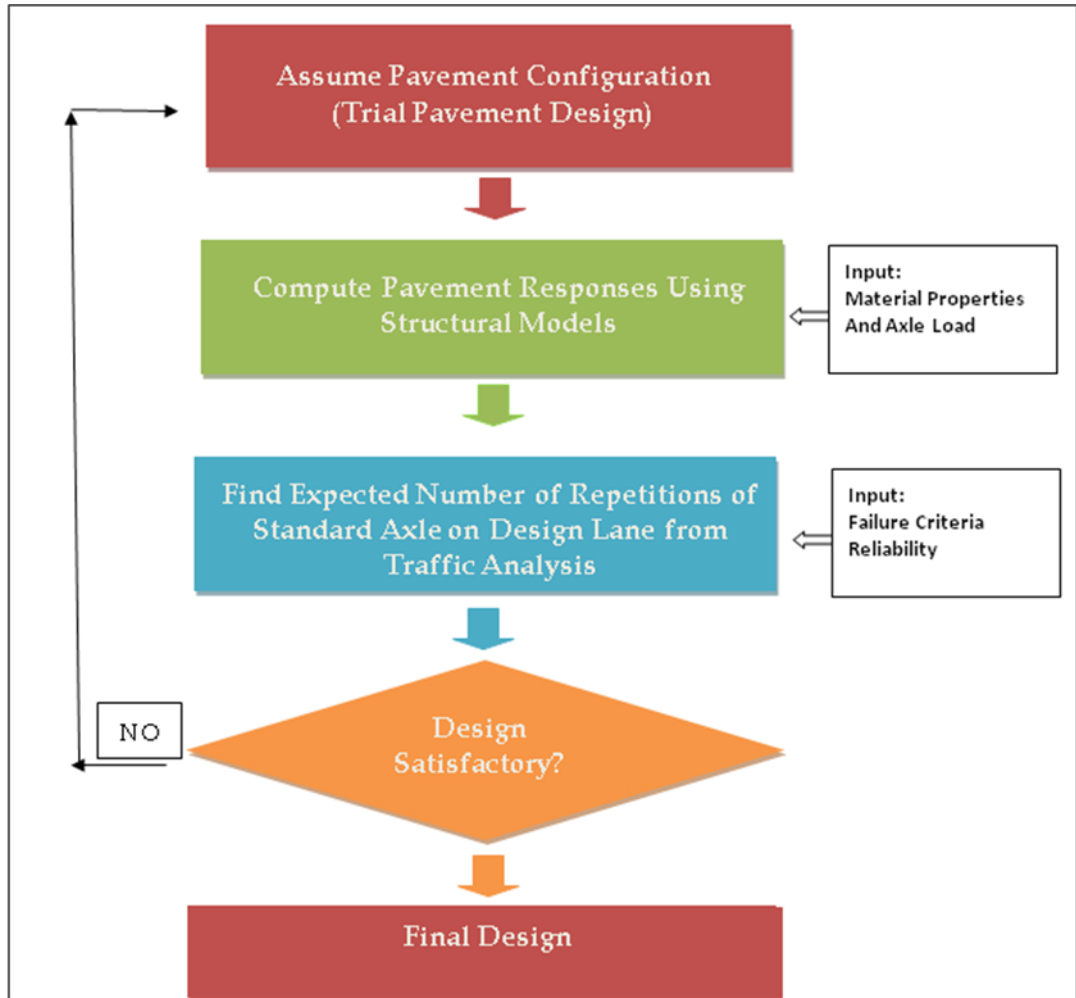 Assume Pavement Configuration
(Trial Pavement Design)
Compute Pavement Responses Using
Structural Models
Input:
Material Properties
And Axle Load
Find Expected Number of Repetitions of
Standard Axle on Design Lane from
Traffic Analysis
Input:
Failure Criteria
Reliability
NO
Design
Satisfactory?
Final Design